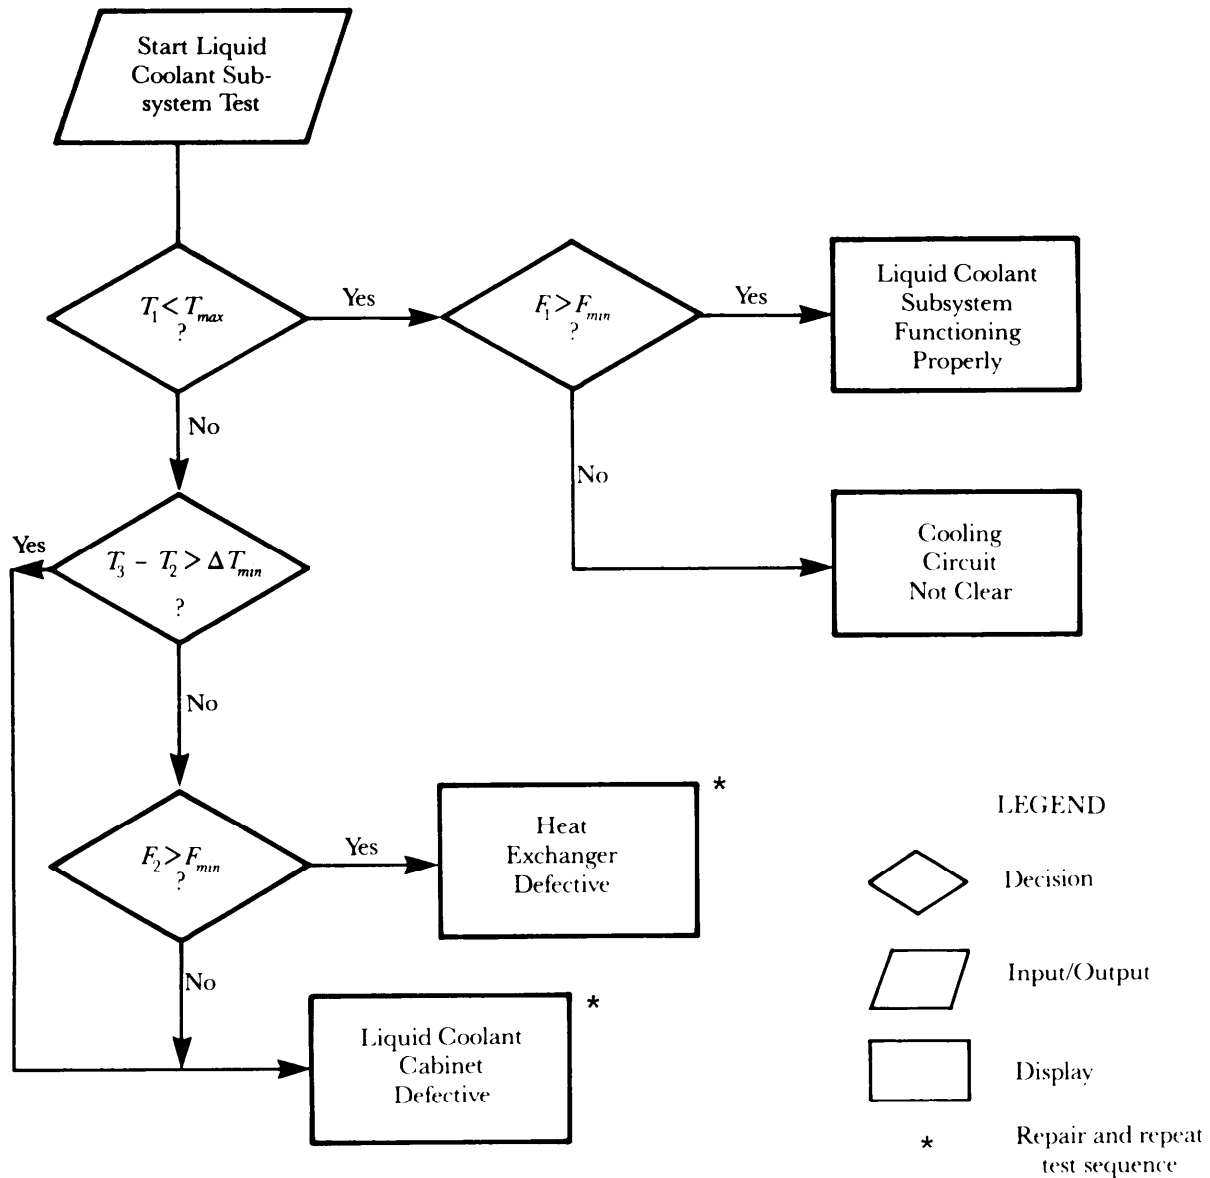 Start Liquid
Coolant Sub-
system Test
T₁ < Tmax
?
Yes
F₁ > Fmin
?
Yes
Liquid Coolant
Subsystem
Functioning
Properly
No
No
Cooling
Circuit
Not Clear
Yes
T₃ - T₂ > Δ Tmin
?
No
F₂ > Fmin
?
Yes
Heat
Exchanger
Defective
*
No
Liquid Coolant
Cabinet
Defective
*
LEGEND
Decision
Input/Output
Display
* Repair and repeat
test sequence